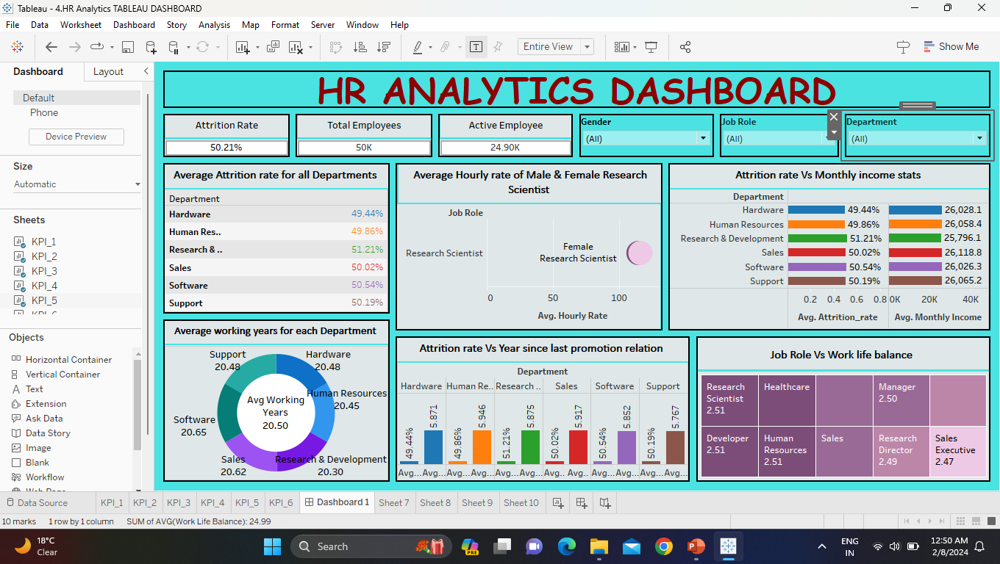 Tableau - 4.HR Analytics TABLEAU DASHBOARD
File Data Worksheet Dashboard Story Analysis Map Format Server Window Help
Entire View
Show Me
Dashboard
Layout
Default
Phone
Device Preview
Size
Automatic
Sheets
KPI_1
KPI_2
KPI_3
KPI_4
KPI_5
Objects
Horizontal Container
Vertical Container
Text
Extension
Ask Data
Data Story
Image
Blank
Workflow
HR ANALYTICS DASHBOARD
Attrition Rate
50.21%
Total Employees
50K
Active Employee
24.90K
Gender
(All)
Job Role
(All)
Department
(All)
Average Attrition rate for all Departments
Department
Hardware 49.44%
Human Res.. 49.86%
Research & .. 51.21%
Sales 50.02%
Software 50.54%
Support 50.19%
Average Hourly rate of Male & Female Research
Scientist
Job Role
Research Scientist
Female
Research Scientist
0 50 100
Avg. Hourly Rate
Attrition rate Vs Monthly income stats
Department
Hardware 49.44% 26,028.1
Human Resources 49.86% 26,058.4
Research & Development 51.21% 25,796.1
Sales 50.02% 26,118.8
Software 50.54% 26,026.3
Support 50.19% 26,065.2
0.2 0.4 0.6 0.8 0K 20K 40K
Avg. Attrition_rate Avg. Monthly Income
Average working years for each Department
Support
20.48
Hardware
20.48
Human Resources
20.45
Avg Working
Years
20.50
Software
20.65
Sales
20.62
Research & Development
20.30
Attrition rate Vs Year since last promotion relation
Department
Hardware Human Re.. Research .. Sales Software Support
49.44% 5.871 49.86% 5.946 51.21% 5.875 50.02% 5.917 50.54% 5.852 50.19% 5.767
Avg... Avg... Avg... Avg... Avg... Avg... Avg... Avg... Avg... Avg... Avg... Avg...
Job Role Vs Work life balance
Research
Scientist
2.51
Healthcare
Manager
2.50
Developer
2.51
Human
Resources
2.51
Sales
Research
Director
2.49
Sales
Executive
2.47
Data Source KPI_1 KPI_2 KPI_3 KPI_4 KPI_5 KPI_6 Dashboard 1 Sheet 7 Sheet 8 Sheet 9 Sheet 10
10 marks 1 row by 1 column SUM of AVG(Work Life Balance): 24.99
18°C
Clear
Search
PRE
ENG
IN
12:50 AM
2/8/2024